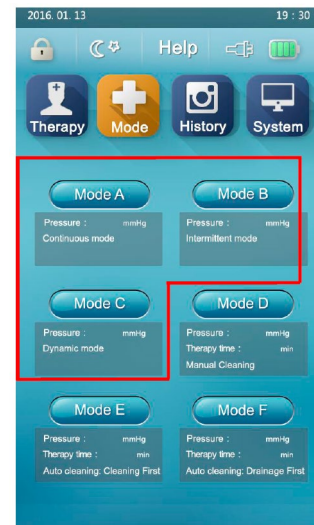 2016. 01. 13 19 : 30
Help
Therapy Mode History System
Mode A Mode B
Pressure : mmHg Pressure : mmHg
Continuous mode Intermittent mode
Mode C Mode D
Pressure : mmHg Pressure : mmHg
Dynamic mode Therapy time : min
Manual Cleaning
Mode E Mode F
Pressure : mmHg Pressure : mmHg
Therapy time : min Therapy time : min
Auto cleaning: Cleaning First Auto cleaning: Drainage First